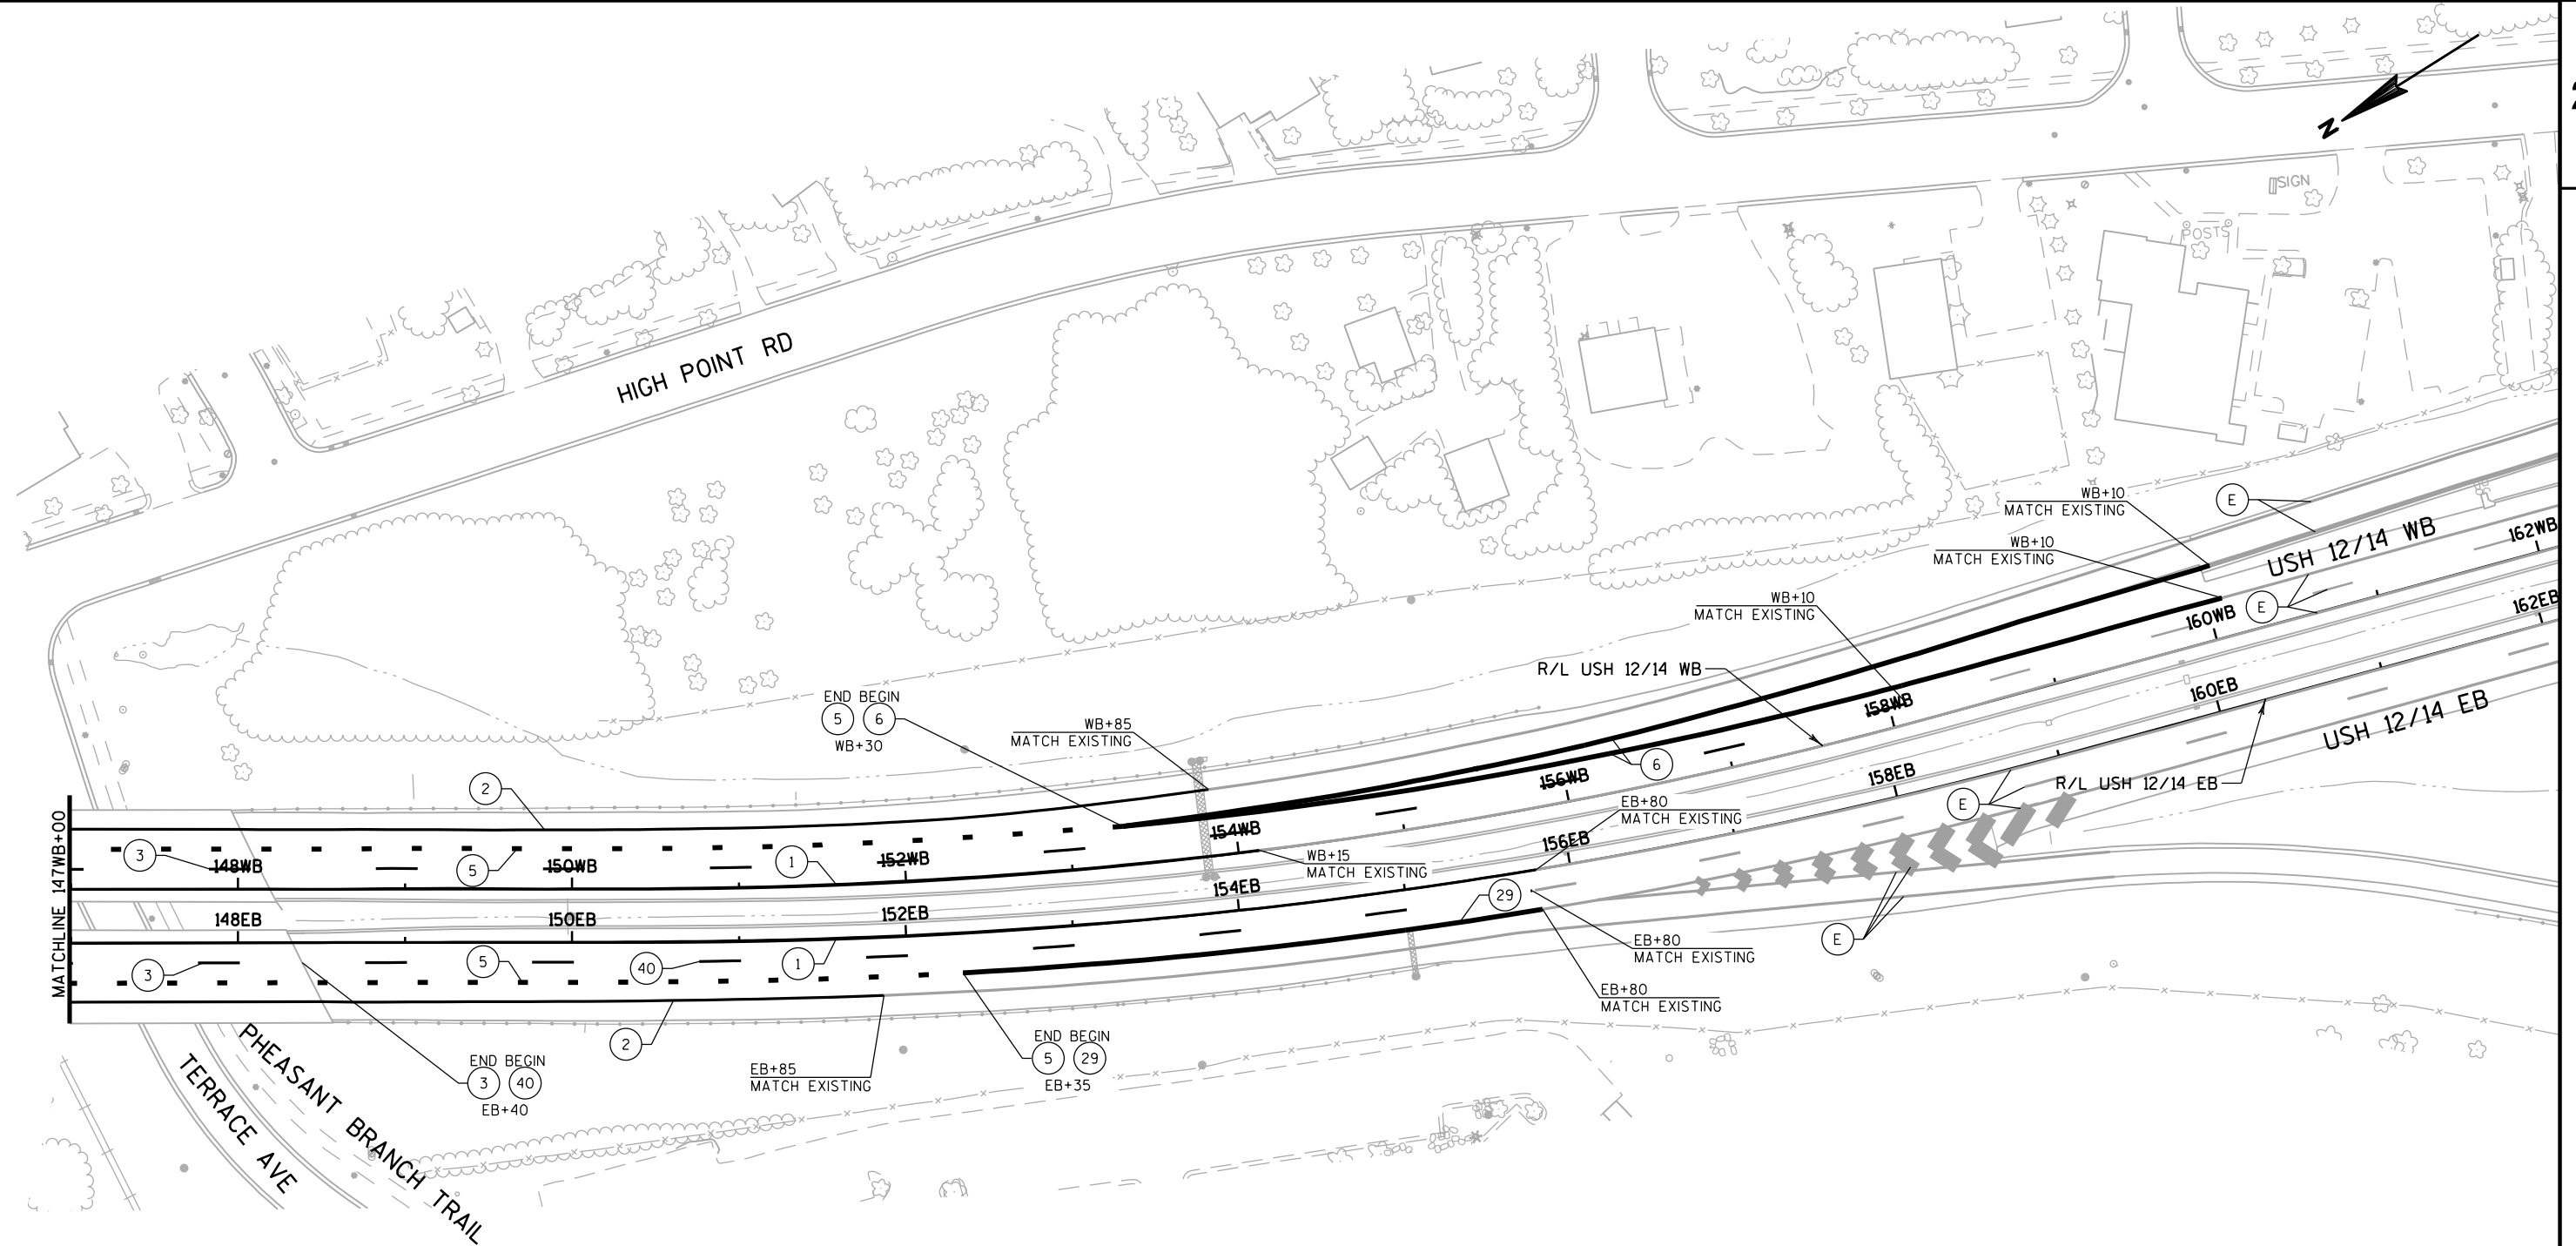 N
SIGN
POSTS
HIGH POINT RD
WB+10
MATCH EXISTING
E
USH 12/14 WB
162WB
WB+10
MATCH EXISTING
E
160WB
162EB
WB+10
MATCH EXISTING
R/L USH 12/14 WB
158WB
160EB
USH 12/14 EB
END BEGIN
5 6
WB+30
WB+85
MATCH EXISTING
6
156WB
158EB
R/L USH 12/14 EB
E
2
EB+80
MATCH EXISTING
154WB
156EB
MATCHLINE 147WB+00
3
148WB
5
150WB
1
152WB
WB+15
MATCH EXISTING
154EB
29
148EB
150EB
152EB
E
EB+80
MATCH EXISTING
3
5
40
1
EB+80
MATCH EXISTING
2
END BEGIN
5 29
EB+35
EB+85
MATCH EXISTING
END BEGIN
3 40
EB+40
PHEASANT BRANCH TRAIL
TERRACE AVE